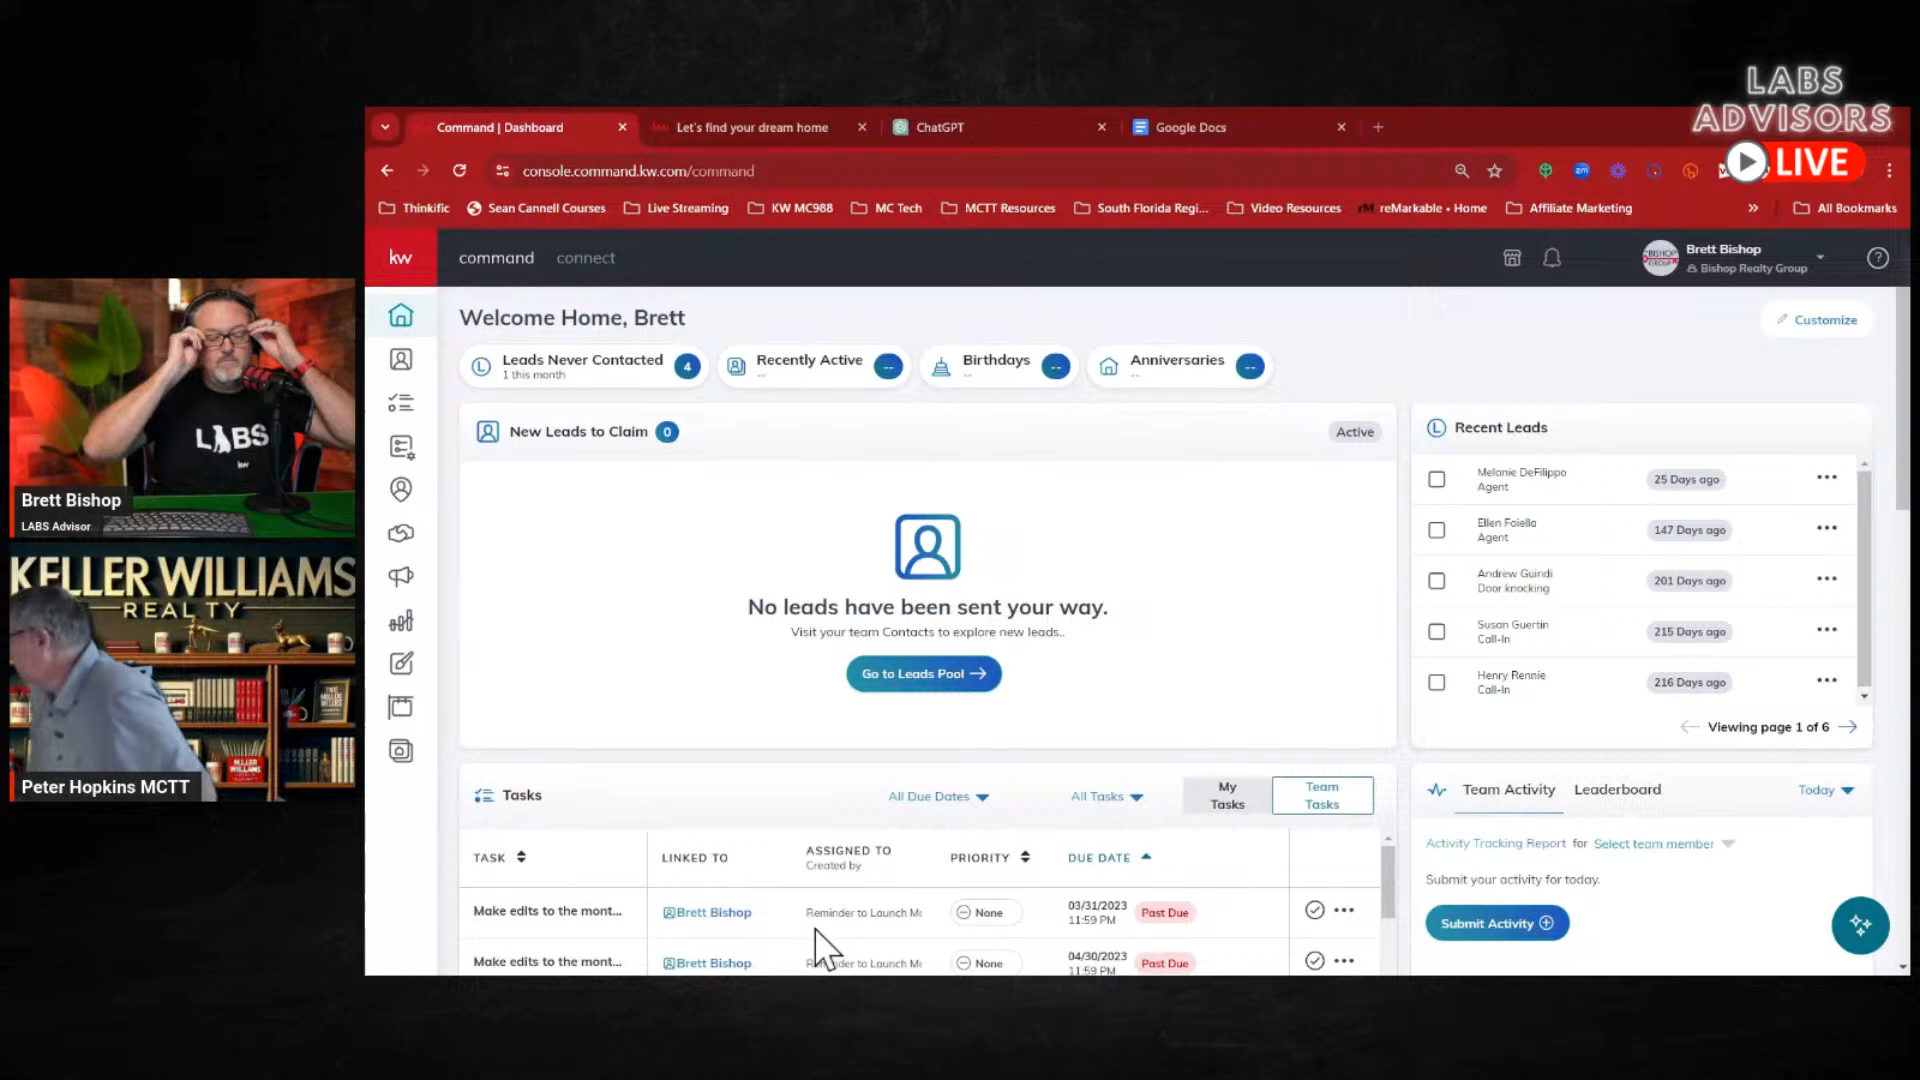 LABS
ADVISORS
LIVE
Command | Dashboard
Let's find your dream home
ChatGPT
Google Docs
console.command.kw.com/command
Thinkific
Sean Cannell Courses
Live Streaming
KW MC988
MC Tech
MCTT Resources
South Florida Regi...
Video Resources
reMarkable • Home
Affiliate Marketing
»
All Bookmarks
kw
command
connect
Brett Bishop
Bishop Realty Group
Welcome Home, Brett
Customize
Leads Never Contacted
1 this month
4
Recently Active
--
--
Birthdays
--
--
Anniversaries
--
--
New Leads to Claim 0
Active
No leads have been sent your way.
Visit your team Contacts to explore new leads..
Go to Leads Pool →
Recent Leads
Melanie DeFilippo
Agent
25 Days ago
Ellen Faiella
Agent
147 Days ago
Andrew Guindi
Door knocking
201 Days ago
Susan Guertin
Call-In
215 Days ago
Henry Rennie
Call-In
216 Days ago
Viewing page 1 of 6
Tasks
All Due Dates
All Tasks
My
Tasks
Team
Tasks
TASK
LINKED TO
ASSIGNED TO
Created by
PRIORITY
DUE DATE
Make edits to the mont...
Brett Bishop
Reminder to Launch
None
03/31/2023
11:59 PM
Past Due
Make edits to the mont...
Brett Bishop
to Launch
None
04/30/2023
11:59 PM
Past Due
Team Activity
Leaderboard
Today
Activity Tracking Report for Select team member
Submit your activity for today.
Submit Activity
LABS
kw
Brett Bishop
LABS Advisor
KELLER WILLIAMS
REALTY
Peter Hopkins MCTT